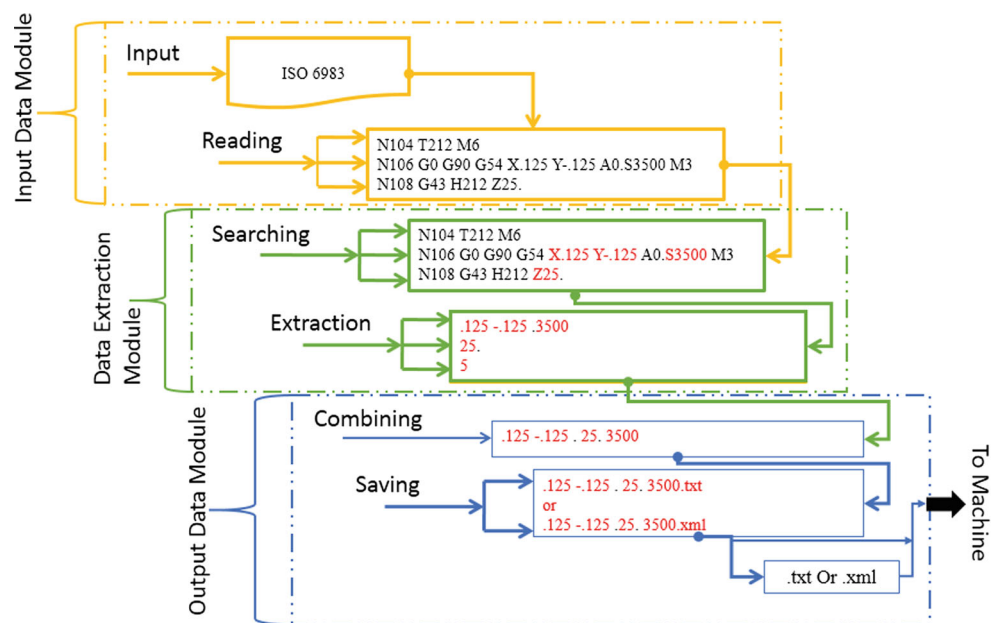 Input Data Module
Input
ISO 6983
Reading
N104 T212 M6
N106 G0 G90 G54 X.125 Y-.125 A0.S3500 M3
N108 G43 H212 Z25.
Data Extraction
Module
Searching
N104 T212 M6
N106 G0 G90 G54 X.125 Y-.125 A0.S3500 M3
N108 G43 H212 Z25.
Extraction
.125 -.125 .3500
25.
5
Output Data Module
Combining
.125 -.125 . 25. 3500
Saving
.125 -.125 . 25. 3500.txt
or
.125 -.125 .25. 3500.xml
.txt Or .xml
To Machine